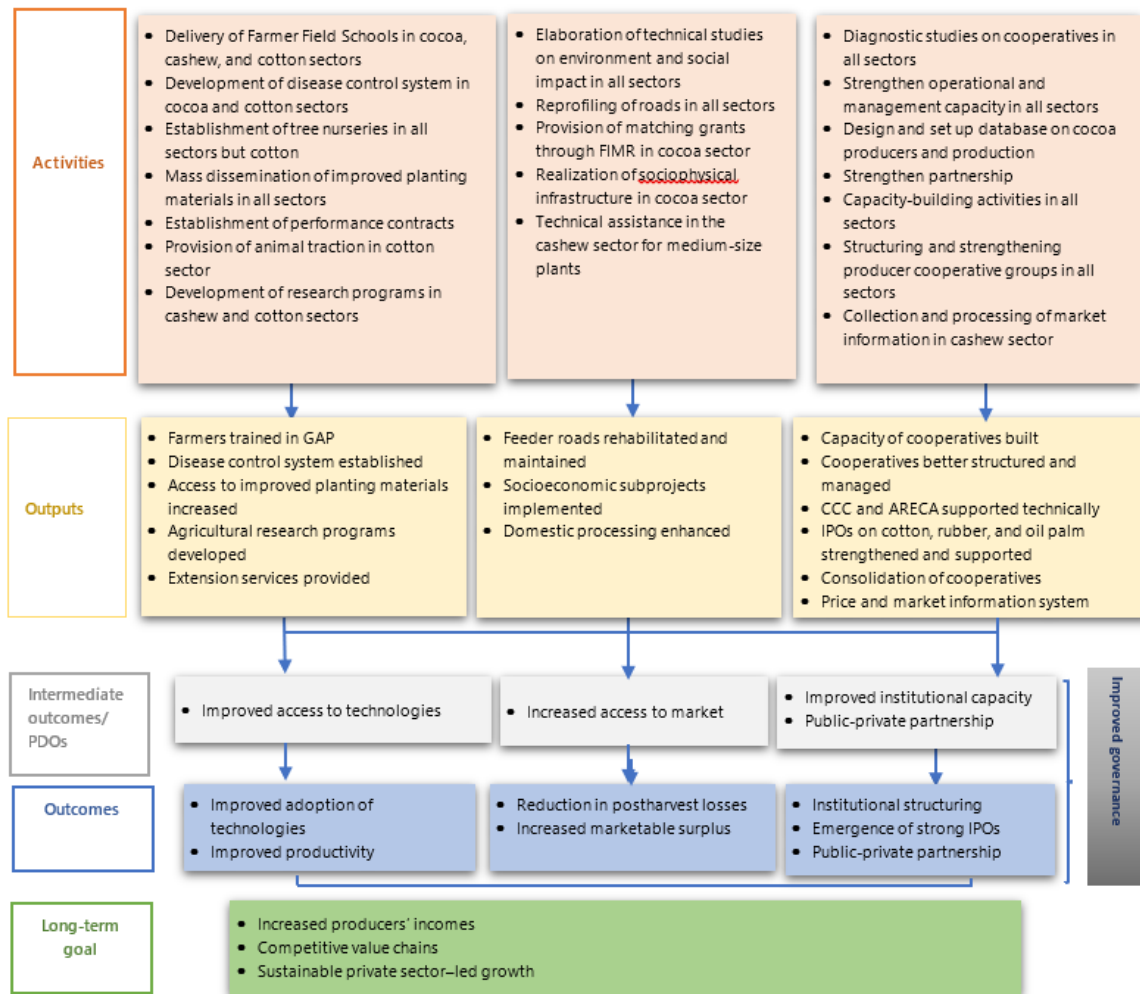 Activities
• Delivery of Farmer Field Schools in cocoa,
cashew, and cotton sectors
• Development of disease control system in
cocoa and cotton sectors
• Establishment of tree nurseries in all
sectors but cotton
• Mass dissemination of improved planting
materials in all sectors
• Establishment of performance contracts
• Provision of animal traction in cotton
sector
• Development of research programs in
cashew and cotton sectors
• Elaboration of technical studies
on environment and social
impact in all sectors
• Reprofiling of roads in all sectors
• Provision of matching grants
through FIMR in cocoa sector
• Realization of sociophysical
infrastructure in cocoa sector
• Technical assistance in the
cashew sector for medium-size
plants
• Diagnostic studies on cooperatives in
all sectors
• Strengthen operational and
management capacity in all sectors
• Design and set up database on cocoa
producers and production
• Strengthen partnership
• Capacity-building activities in all
sectors
• Structuring and strengthening
producer cooperative groups in all
sectors
• Collection and processing of market
information in cashew sector
Outputs
• Farmers trained in GAP
• Disease control system established
• Access to improved planting materials
increased
• Agricultural research programs
developed
• Extension services provided
• Feeder roads rehabilitated and
maintained
• Socioeconomic subprojects
implemented
• Domestic processing enhanced
• Capacity of cooperatives built
• Cooperatives better structured and
managed
• CCC and ARECA supported technically
• IPOs on cotton, rubber, and oil palm
strengthened and supported
• Consolidation of cooperatives
• Price and market information system
Intermediate
outcomes/
PDOs
• Improved access to technologies
• Increased access to market
• Improved institutional capacity
• Public-private partnership
Improved governance
Outcomes
• Improved adoption of
technologies
• Improved productivity
• Reduction in postharvest losses
• Increased marketable surplus
• Institutional structuring
• Emergence of strong IPOs
• Public-private partnership
Long-term
goal
• Increased producers' incomes
• Competitive value chains
• Sustainable private sector–led growth